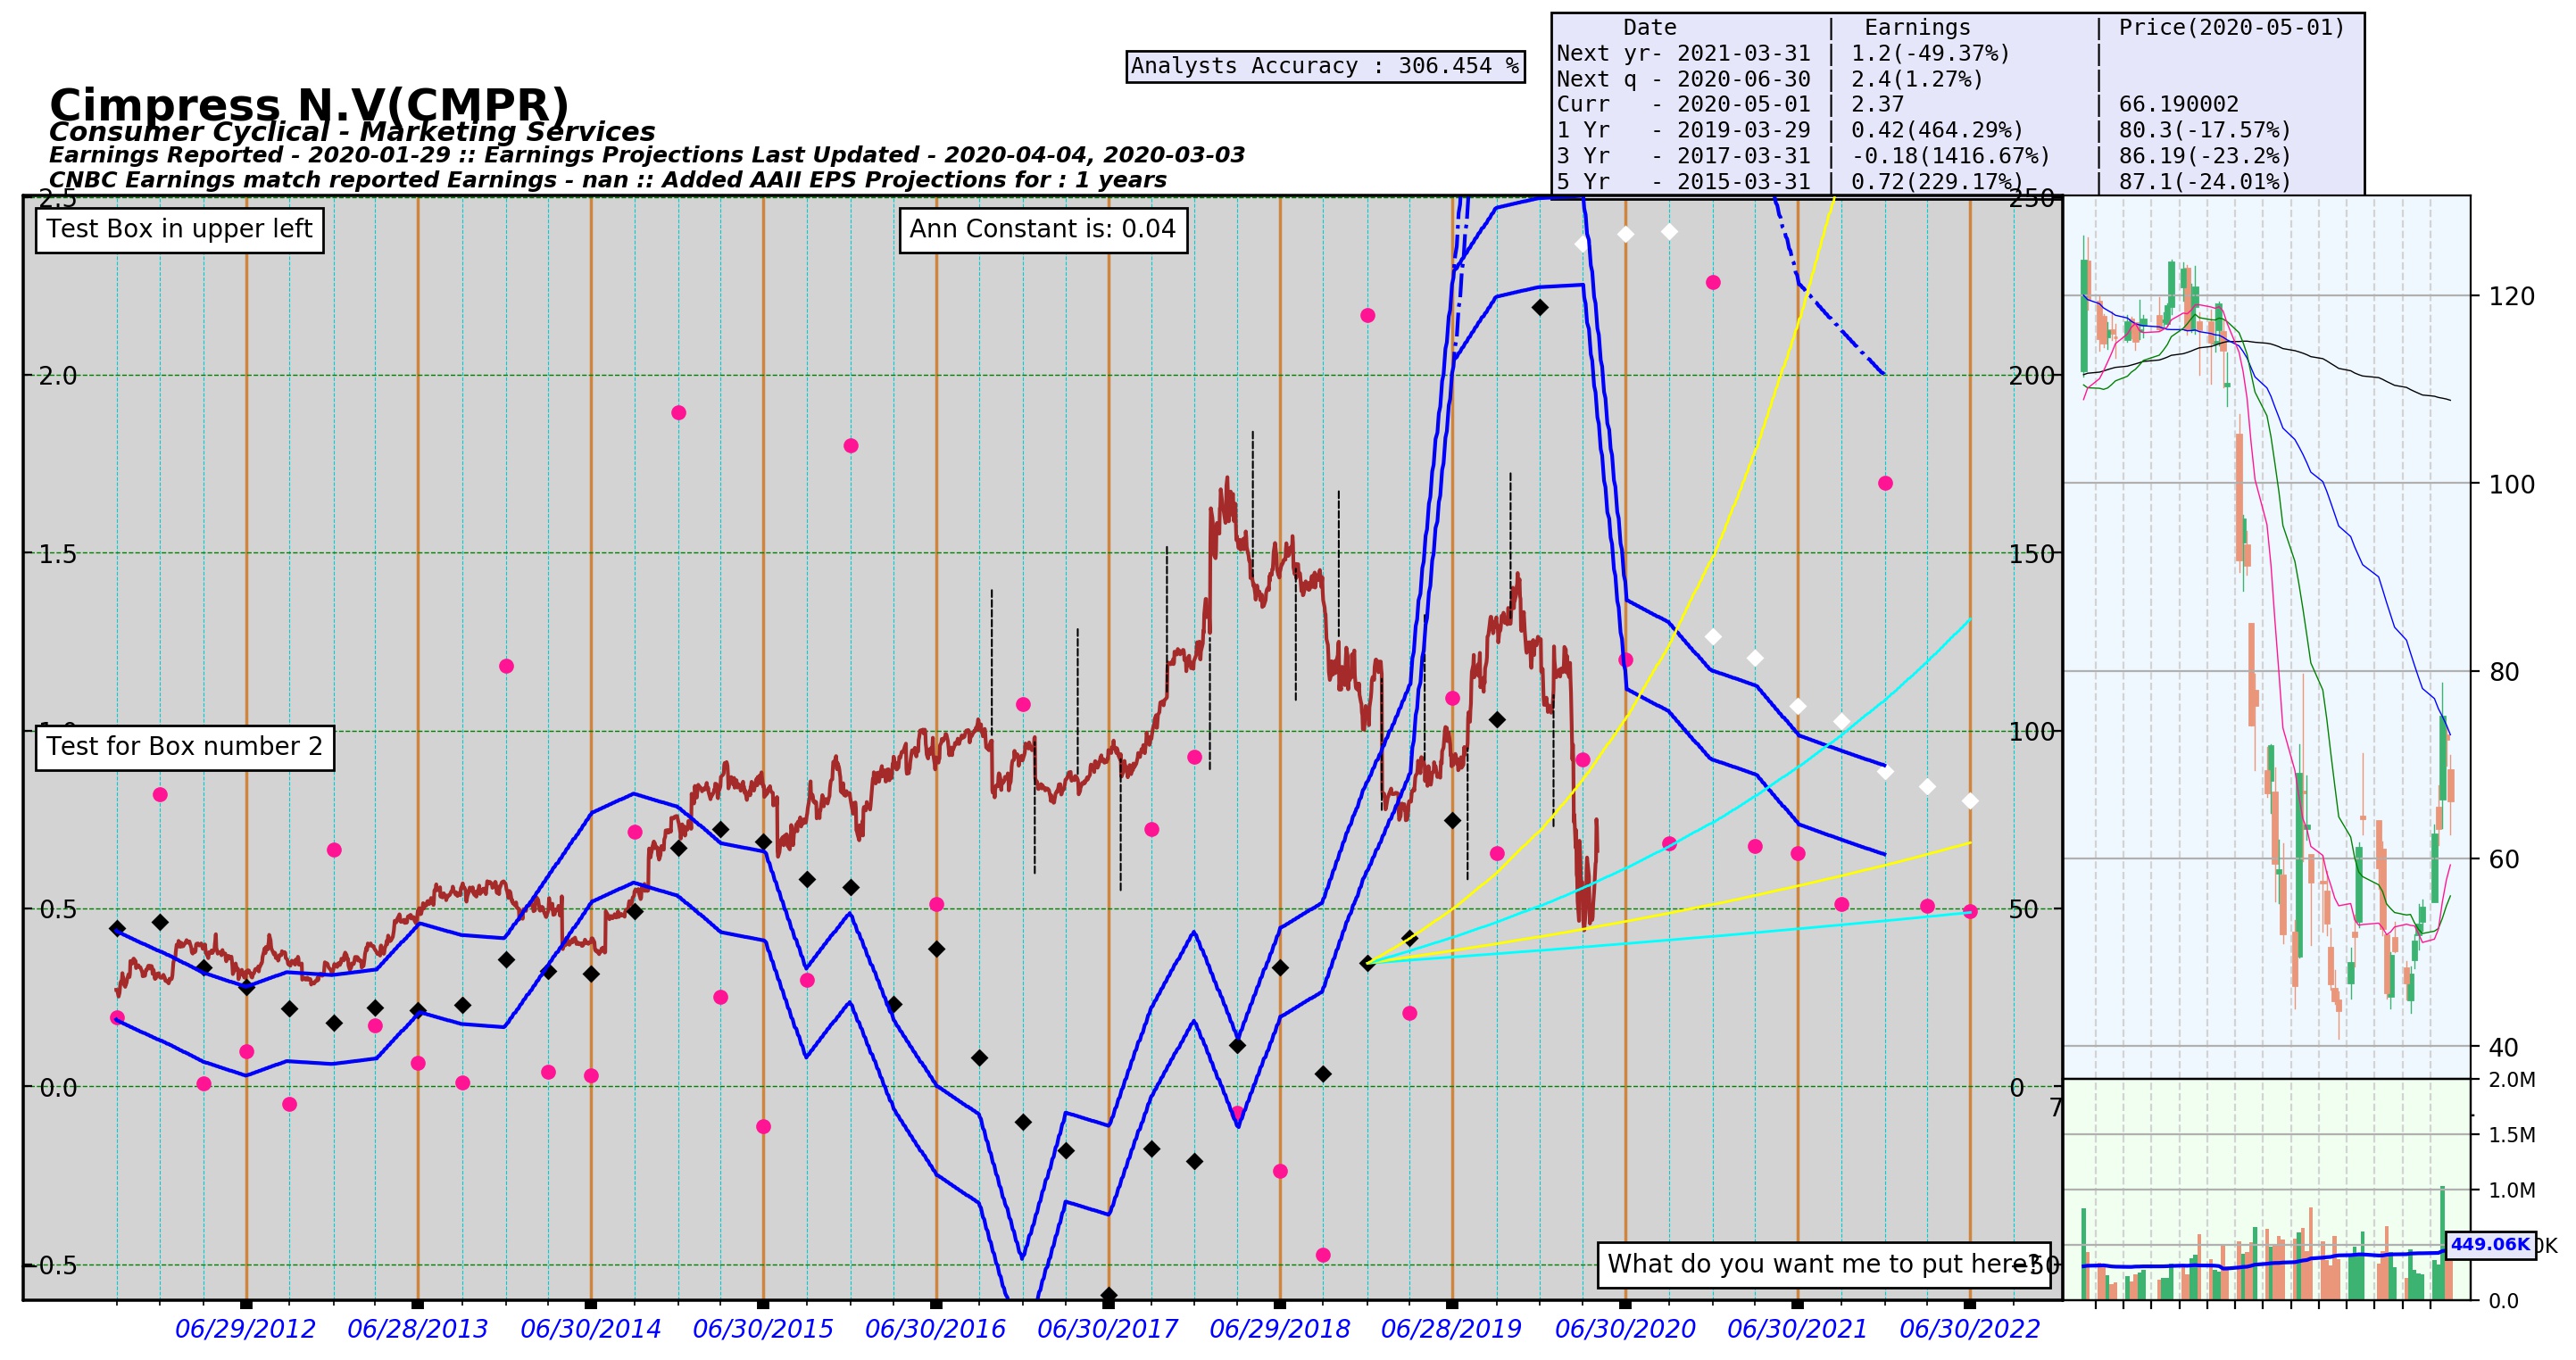 Date | Earnings | Price(2020-05-01)
Next yr- 2021-03-31 | 1.2(-49.37%) |
Analysts Accuracy : 306.454 %
Next q - 2020-06-30 | 2.4(1.27%) |
Curr - 2020-05-01 | 2.37 | 66.190002
1 Yr - 2019-03-29 | 0.42(464.29%) | 80.3(-17.57%)
3 Yr - 2017-03-31 | -0.18(1416.67%) | 86.19(-23.2%)
5 Yr - 2015-03-31 | 0.72(229.17%) | 87.1(-24.01%)
Cimpress N.V(CMPR)
Consumer Cyclical - Marketing Services
Earnings Reported - 2020-01-29 :: Earnings Projections Last Updated - 2020-04-04, 2020-03-03
CNBC Earnings match reported Earnings - nan :: Added AAII EPS Projections for : 1 years
2.5
250
Test Box in upper left
Ann Constant is: 0.04
120
2.0
200
100
1.5
150
80
100
Test for Box number 2
60
0.5
50
40
0.0
0
2.0M
7
1.5M
1.0M
449.06K
0K
What do you want me to put here?
-0.5
−50
0.0
06/29/2012 06/28/2013 06/30/2014 06/30/2015 06/30/2016 06/30/2017 06/29/2018 06/28/2019 06/30/2020 06/30/2021 06/30/2022